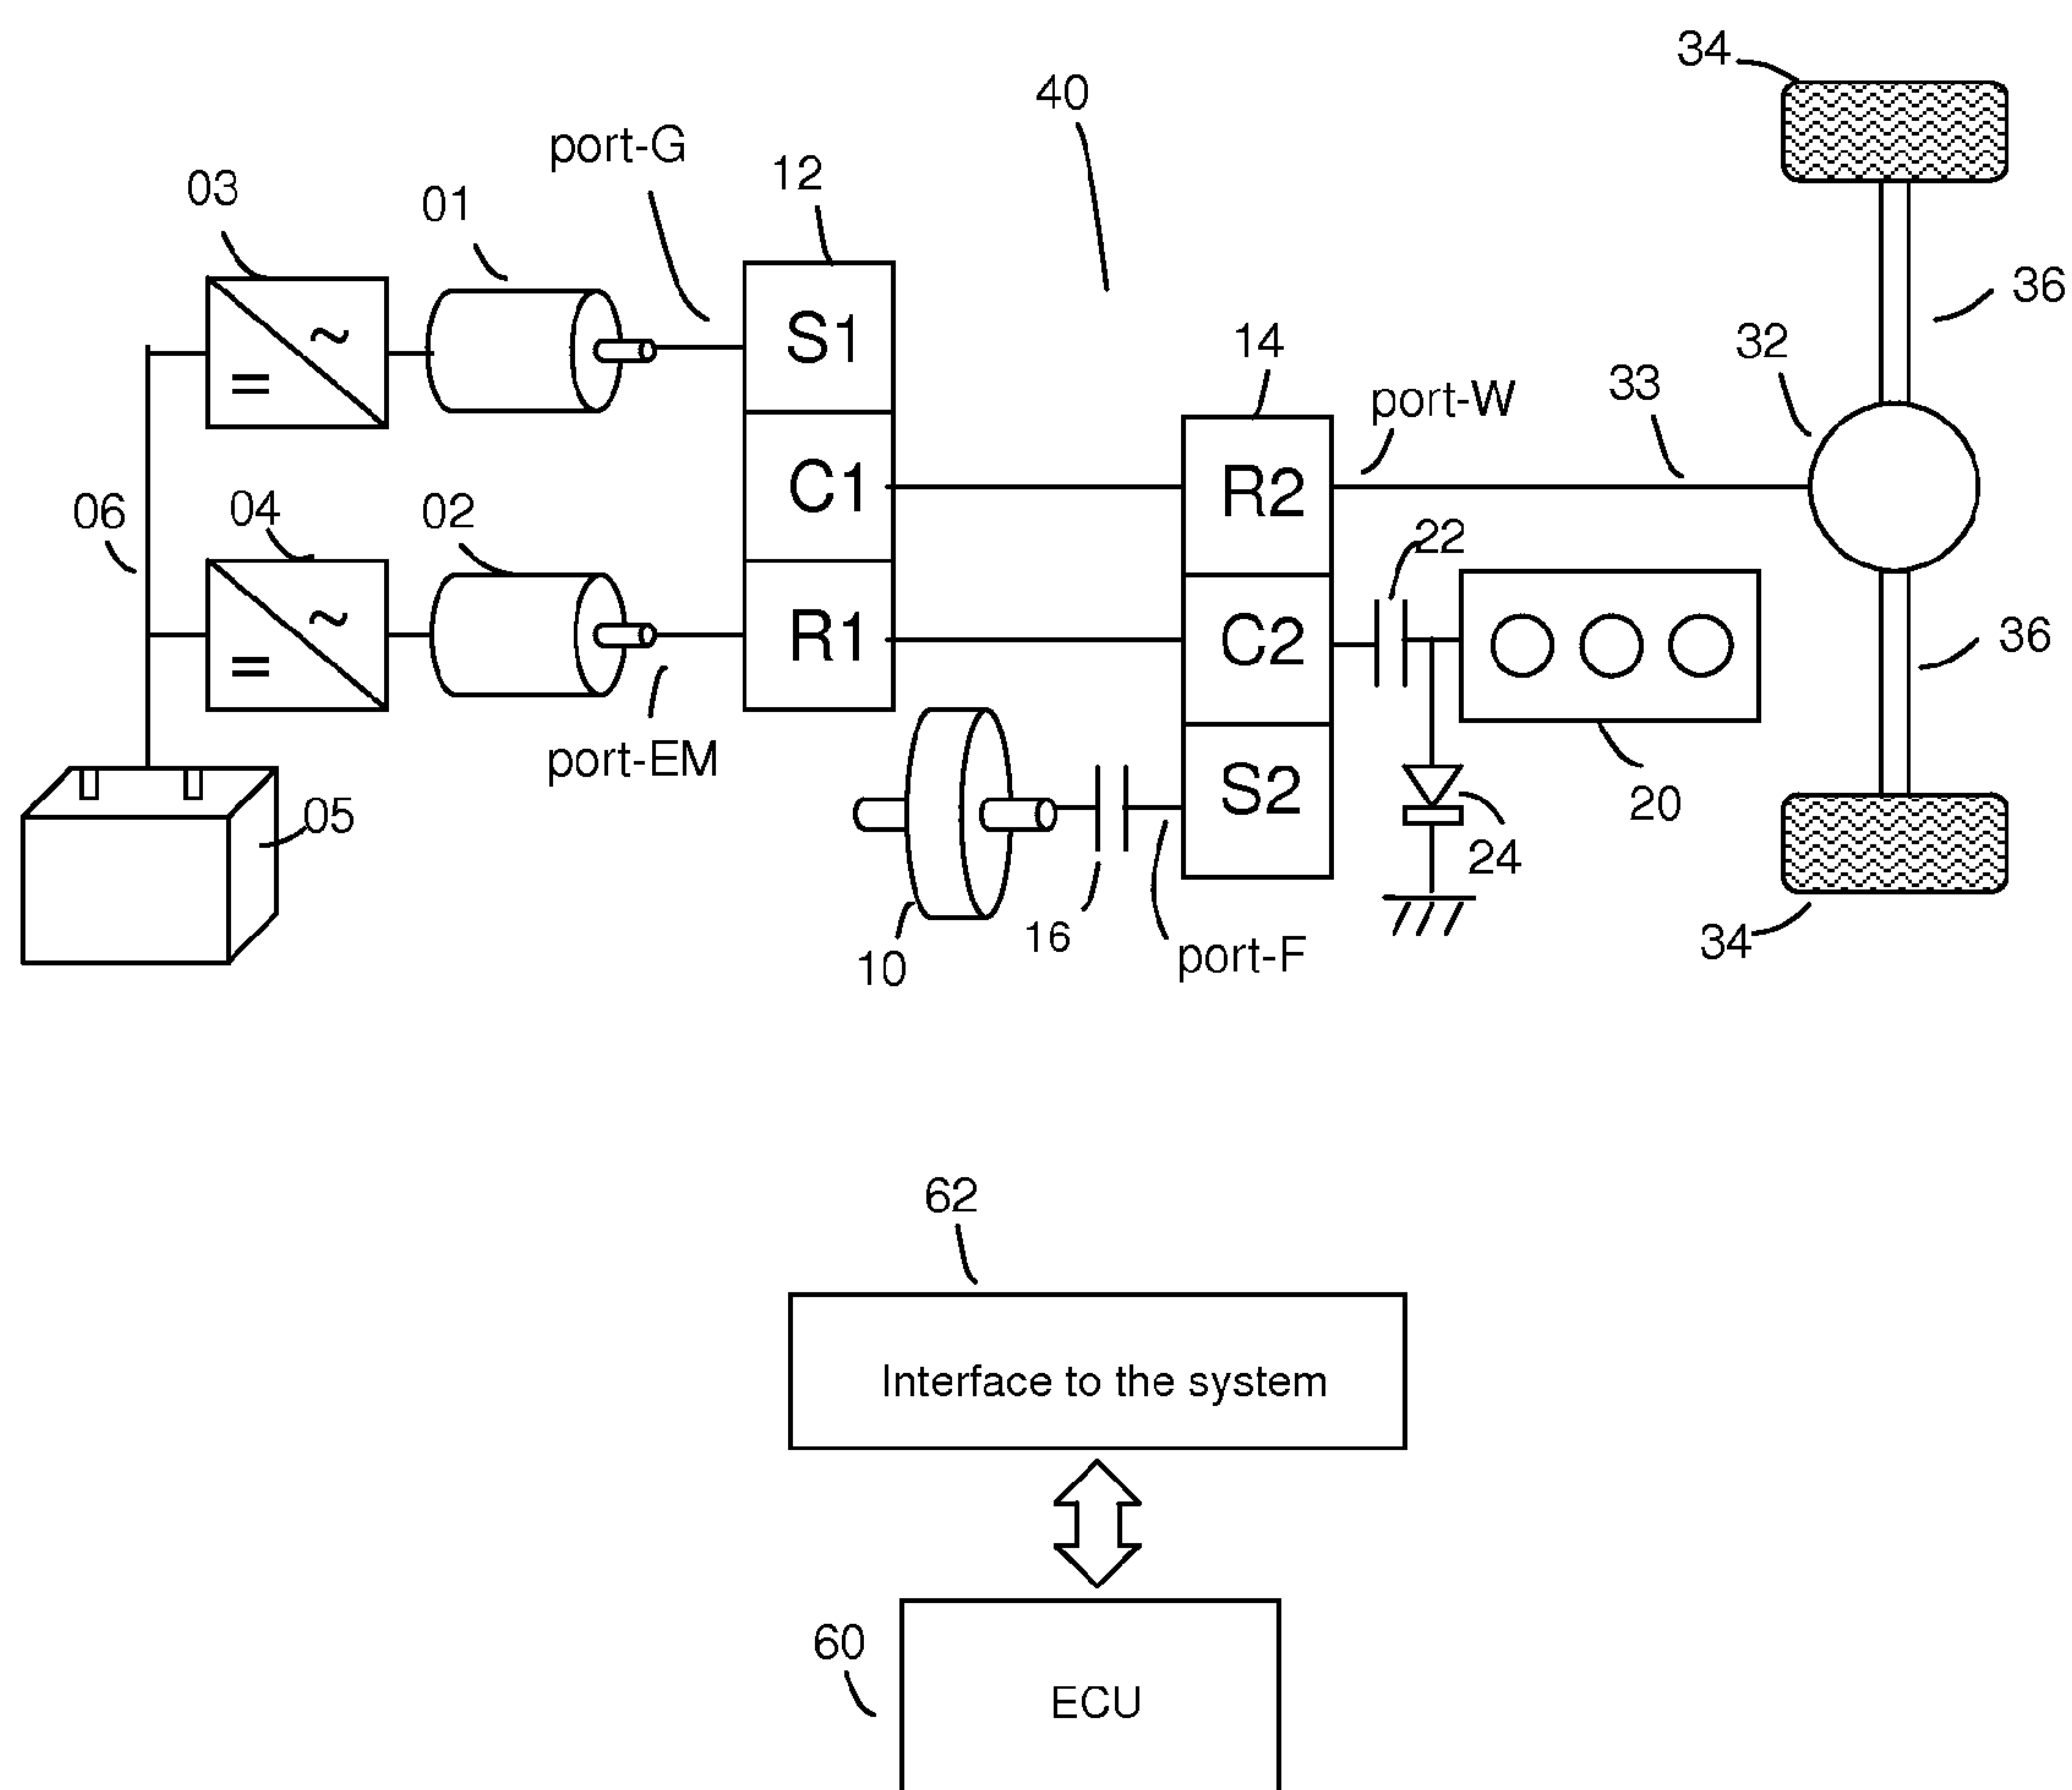 34
40
port-G
12
03
01
36
S1
14
32
port-W
33
C1
R2
06
04
02
22
R1
C2
36
port-EM
S2
05
20
24
16
34
10
port-F
62
Interface to the system
60
ECU
~
=
~
=